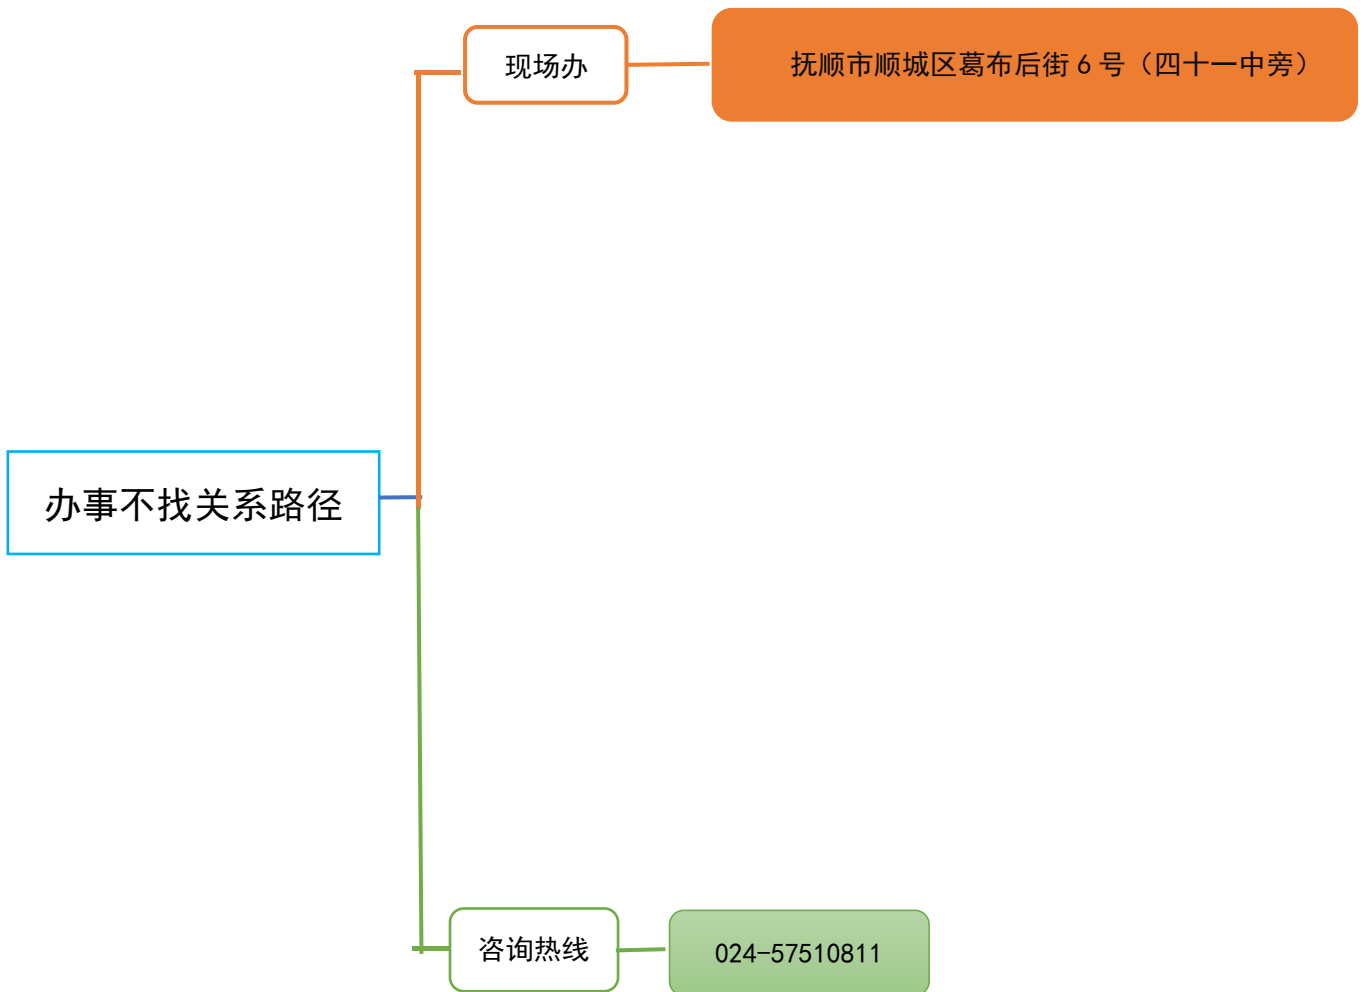 现场办
抚顺市顺城区葛布后街 6 号（四十一中旁）
办事不找关系路径
咨询热线
024-57510811